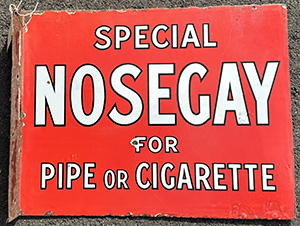 SPECIAL
NOSEGAY
FOR
PIPE OR CIGARETTE